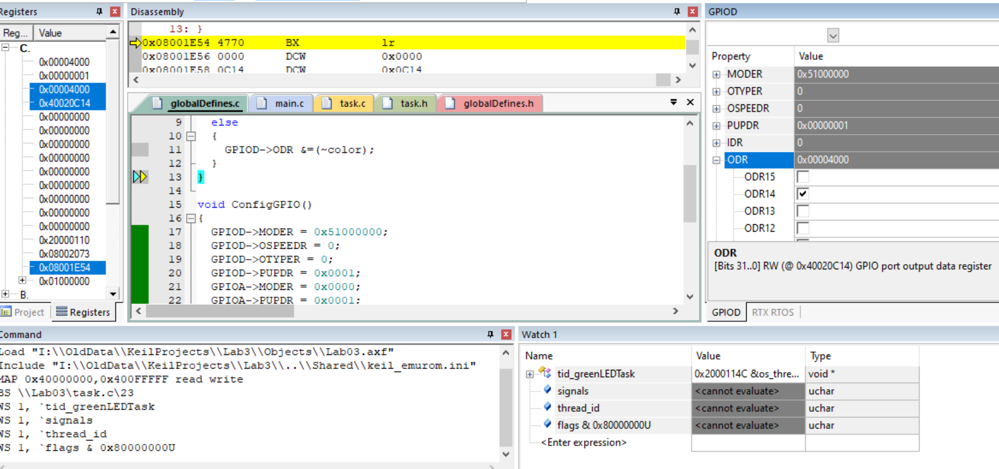 Registers
Reg... Value
C.
0x00004000
0x00000001
0x00004000
0x40020C14
0x00000000
0x00000000
0x00000000
0x00000000
0x00000000
0x00000000
0x00000000
0x00000000
0x00000000
0x20000110
0x08002073
0x08001E54
0x01000000
B.
Project Registers
Disassembly
13: }
0x08001E54 4770 BX lr
0x08001E56 0000 DCW 0x0000
0x08001E58 0C14 DCW 0x0C14
globalDefines.c main.c task.c task.h globalDefines.h
9 else
10 {
11 GPIOD->ODR &=(~color);
12 }
13 }
14
15 void ConfigGPIO()
16 {
17 GPIOD->MODER = 0x51000000;
18 GPIOD->OSPEEDR = 0;
19 GPIOD->OTYPER = 0;
20 GPIOD->PUPDR = 0x0001;
21 GPIOA->MODER = 0x0000;
22 GPIOA->PUPDR = 0x0001;
GPIOD
Property Value
MODER 0x51000000
OTYPER 0
OSPEEDR 0
PUPDR 0x00000001
IDR 0
ODR 0x00004000
ODR15
ODR14
ODR13
ODR12
ODR
[Bits 31..0] RW (@ 0x40020C14) GPIO port output data register
GPIOD RTX RTOS
Command
Load "I:\\OldData\\KeilProjects\\Lab3\\Objects\\Lab03.axf"
Include "I:\\OldData\\KeilProjects\\Lab3\\..\\Shared\\keil_emurom.ini"
MAP 0x40000000,0x400FFFFF read write
BS \\Lab03\task.c\23
WS 1, `tid_greenLEDTask
WS 1, `signals
WS 1, `thread_id
WS 1, `flags & 0x80000000U
Watch 1
Name Value Type
tid_greenLEDTask 0x2000114C &os_thre... void *
signals <cannot evaluate> uchar
thread_id <cannot evaluate> uchar
flags & 0x80000000U <cannot evaluate> uchar
<Enter expression>